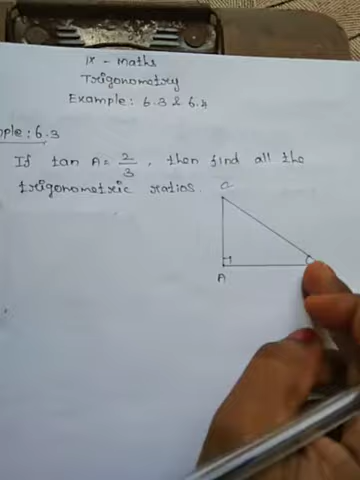 IX - Maths
Trigonometry
Example: 6.3 & 6.4
ple: 6.3
If tan A = 2/3, then find all the
trigonometric ratios.
C
A